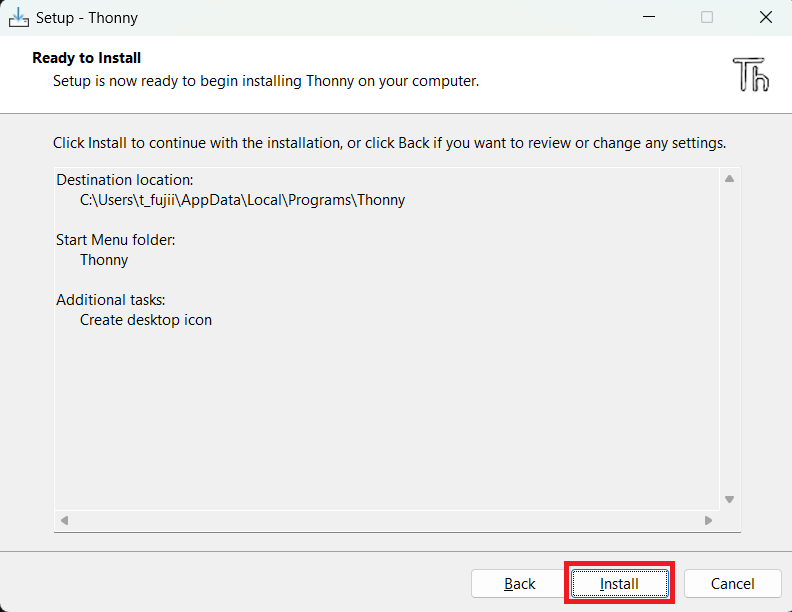 Setup - Thonny
Ready to Install
Setup is now ready to begin installing Thonny on your computer.
Th
Click Install to continue with the installation, or click Back if you want to review or change any settings.
Destination location:
C:\Users\t_fujii\AppData\Local\Programs\Thonny
Start Menu folder:
Thonny
Additional tasks:
Create desktop icon
Back
Install
Cancel